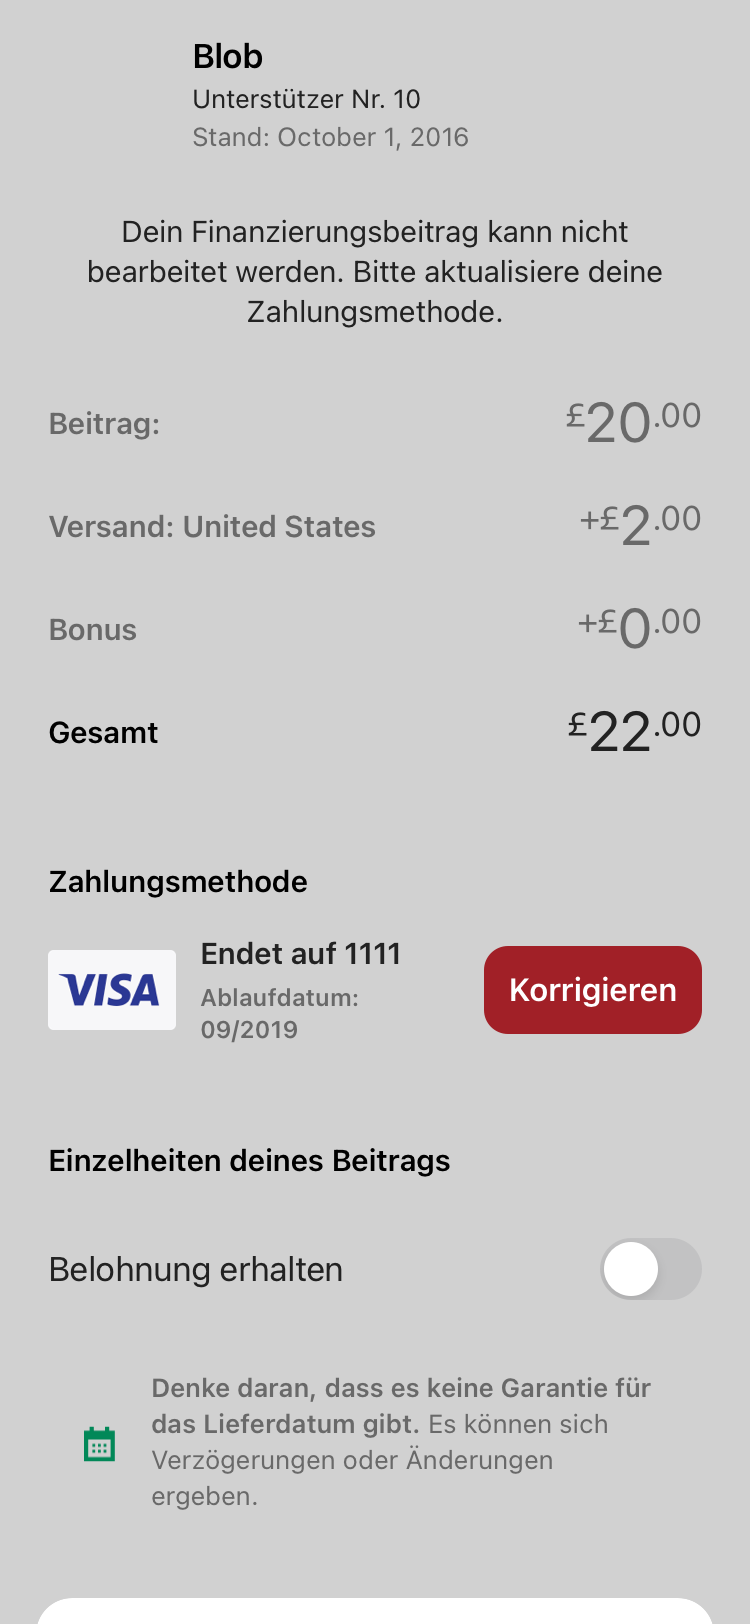 Blob
Unterstützer Nr. 10
Stand: October 1, 2016
Dein Finanzierungsbeitrag kann nicht
bearbeitet werden. Bitte aktualisiere deine
Zahlungsmethode.
Beitrag: £20.00
Versand: United States +£2.00
Bonus +£0.00
Gesamt £22.00
Zahlungsmethode
VISA
Endet auf 1111
Ablaufdatum:
09/2019
Korrigieren
Einzelheiten deines Beitrags
Belohnung erhalten
Denke daran, dass es keine Garantie für
das Lieferdatum gibt. Es können sich
Verzögerungen oder Änderungen
ergeben.